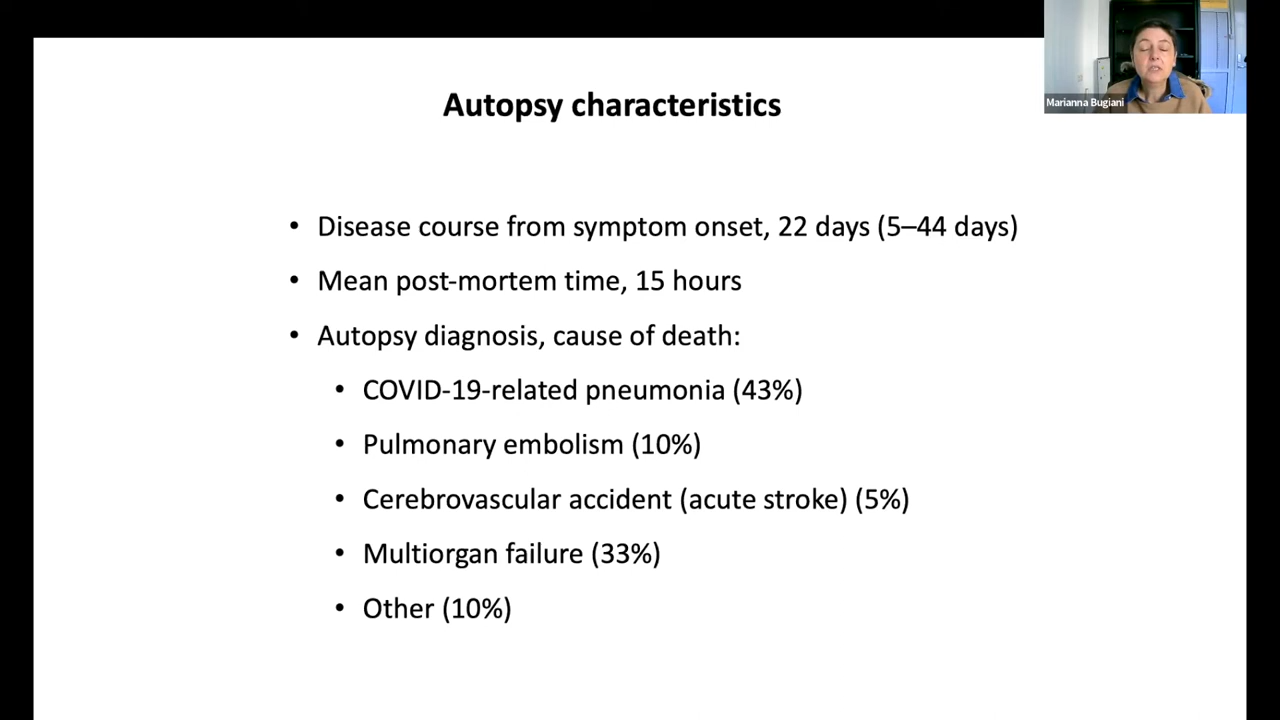 Marianna Bugiani
Autopsy characteristics
• Disease course from symptom onset, 22 days (5–44 days)
• Mean post-mortem time, 15 hours
• Autopsy diagnosis, cause of death:
• COVID-19-related pneumonia (43%)
• Pulmonary embolism (10%)
• Cerebrovascular accident (acute stroke) (5%)
• Multiorgan failure (33%)
• Other (10%)